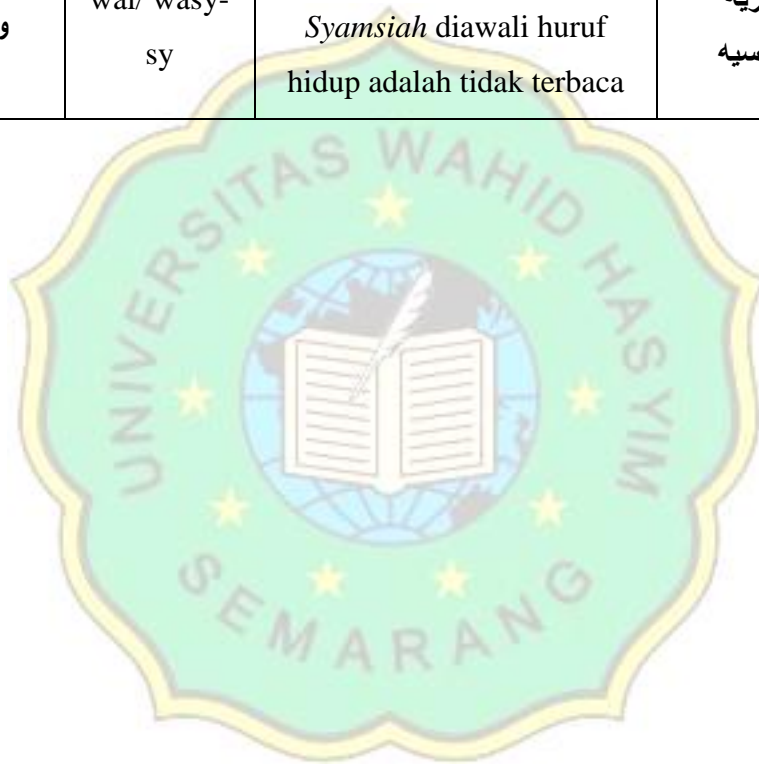 wal/ wasy-
sy
Syamsiah diawali huruf
hidup adalah tidak terbaca
UNIVERSITAS WAHID HASYIM
SEMARANG